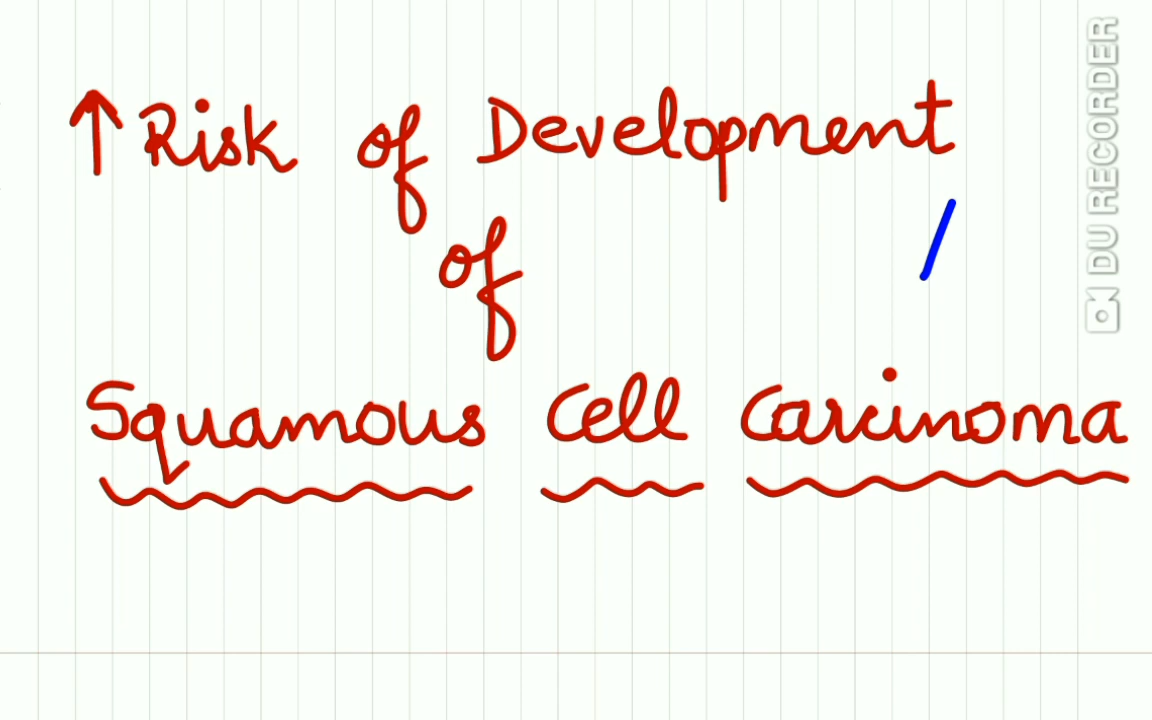 ↑ Risk of Development
of
Squamous Cell Carcinoma
DU RECORDER